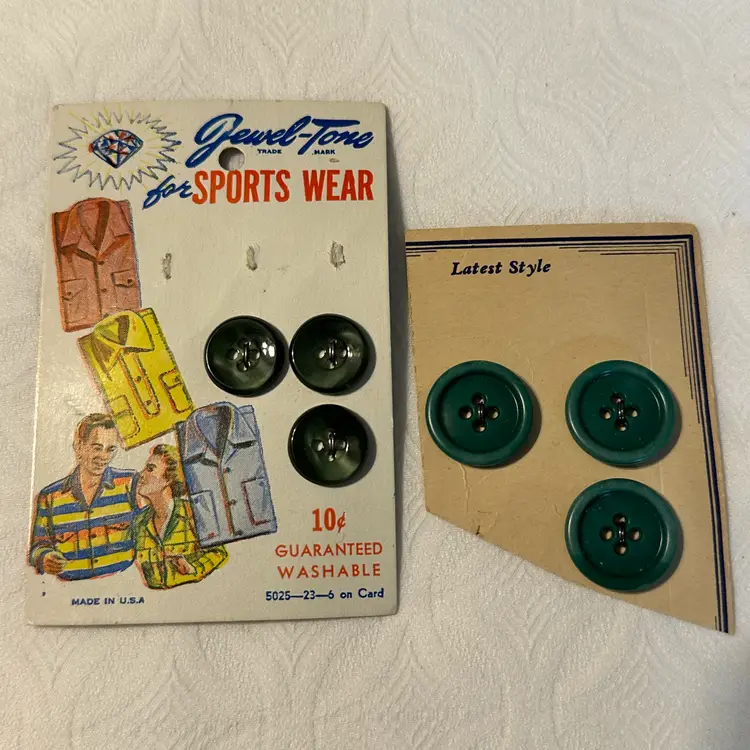 Jewel-Tone
TRADE MARK
for SPORTS WEAR
10¢
GUARANTEED
WASHABLE
MADE IN U.S.A
5025—23—6 on Card
Latest Style